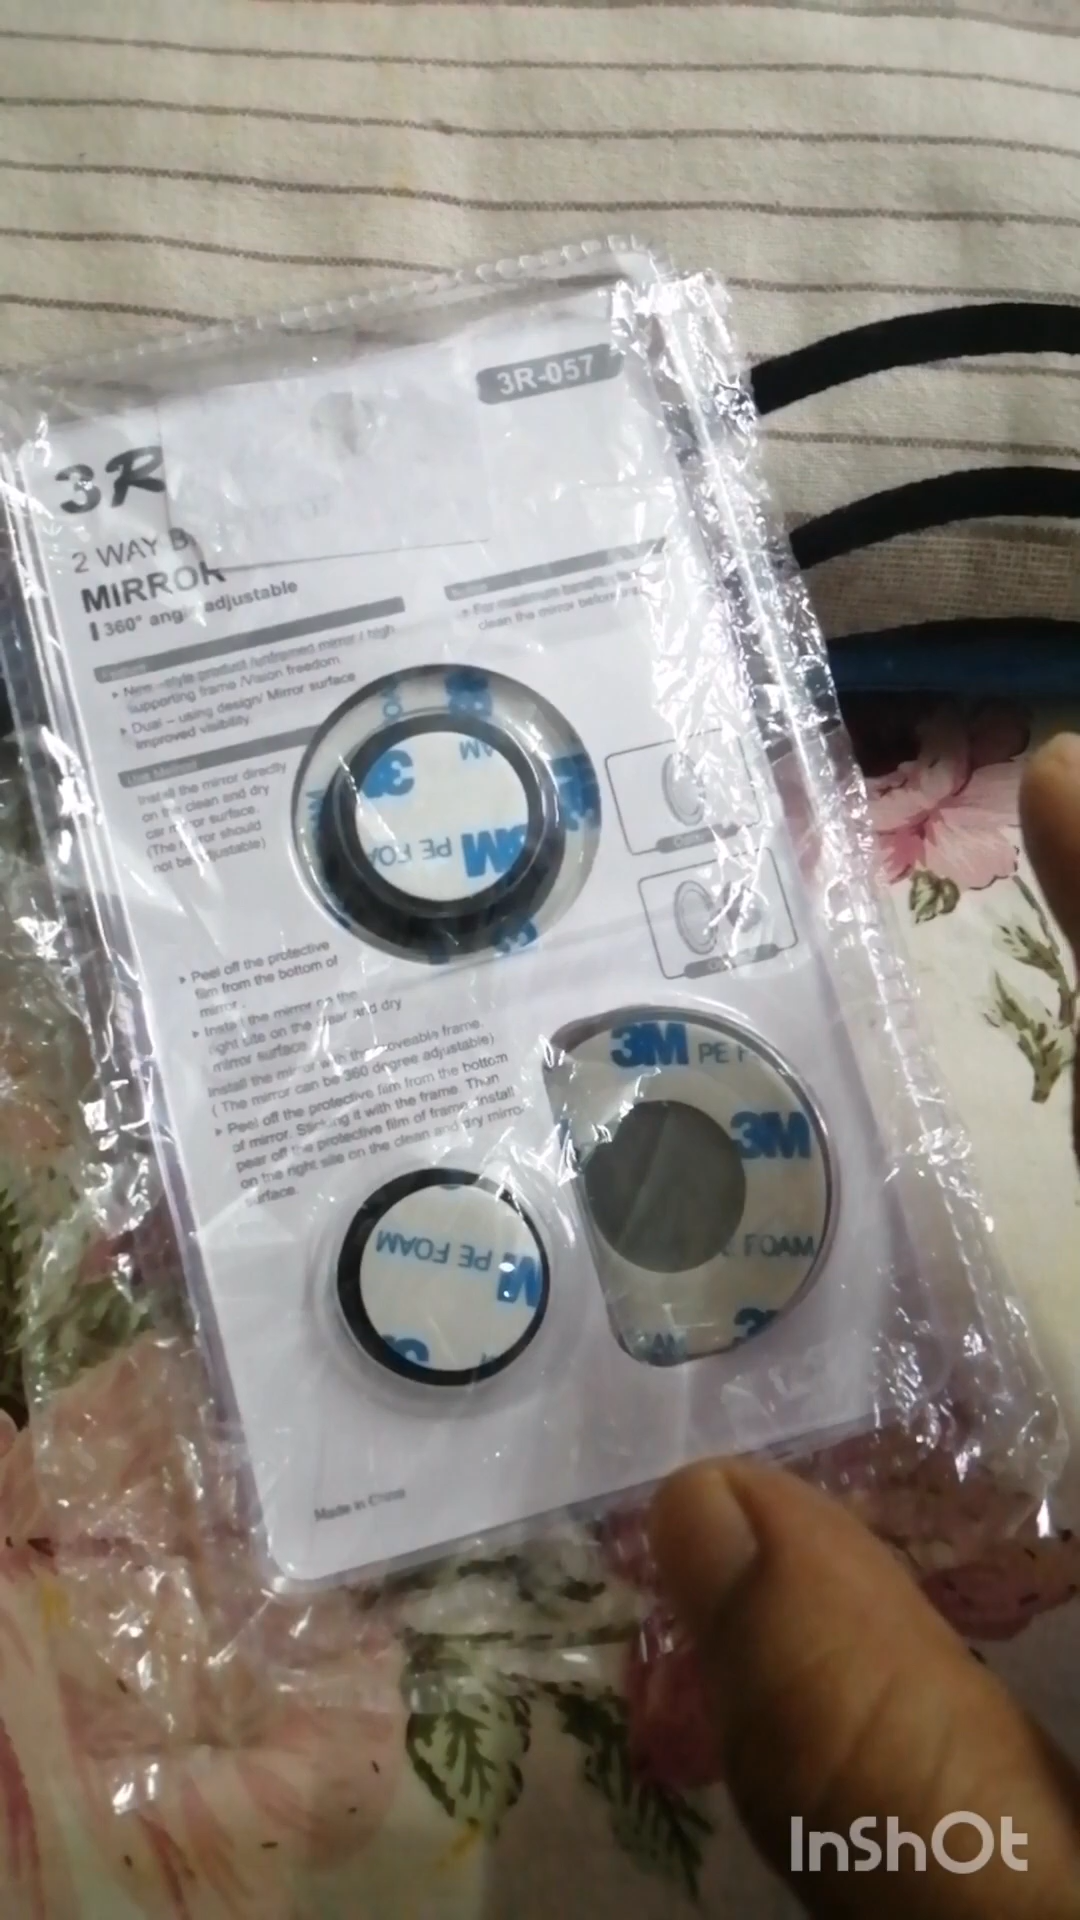 3R-057
3R
2 WAY B
MIRROR
360° angle adjustable
Feature
New -style product /unframed mirror / high
supporting frame /Vision freedom
Dual – using design/ Mirror surface
improved visibility.
For maximum benefit
clean the mirror before
Use Method
Install the mirror directly
on the clean and dry
car mirror surface.
(The mirror should
not be adjustable)
Peel off the protective
film from the bottom of
mirror.
Install the mirror on the
right site on the clear and dry
mirror surface.
Install the mirror with the moveable frame.
( The mirror can be 360 degree adjustable)
Peel off the protective film from the bottom
of mirror. Sticking it with the frame. Then
pear off the protective film of frame, install
on the right site on the clean and dry mirror
surface.
3M PE FOAM
3M PE F
3M
FOAM
3M PE FOAM
Made in China
InShOt